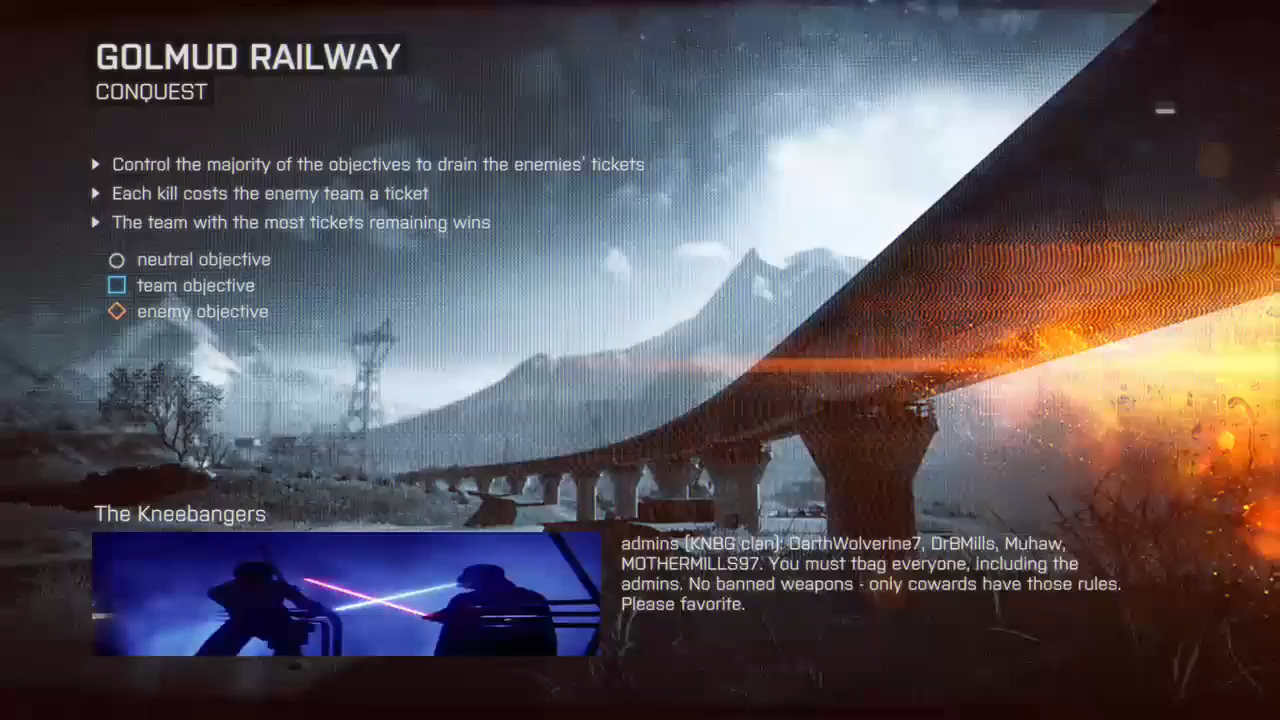 GOLMUD RAILWAY
CONQUEST
Control the majority of the objectives to drain the enemies' tickets
Each kill costs the enemy team a ticket
The team with the most tickets remaining wins
neutral objective
team objective
enemy objective
The Kneebangers
admins (KNBG clan): DarthWolverine7, DrBMills, Muhaw,
MOTHERMILLS97. You must tbag everyone, including the
admins. No banned weapons - only cowards have those rules.
Please favorite.